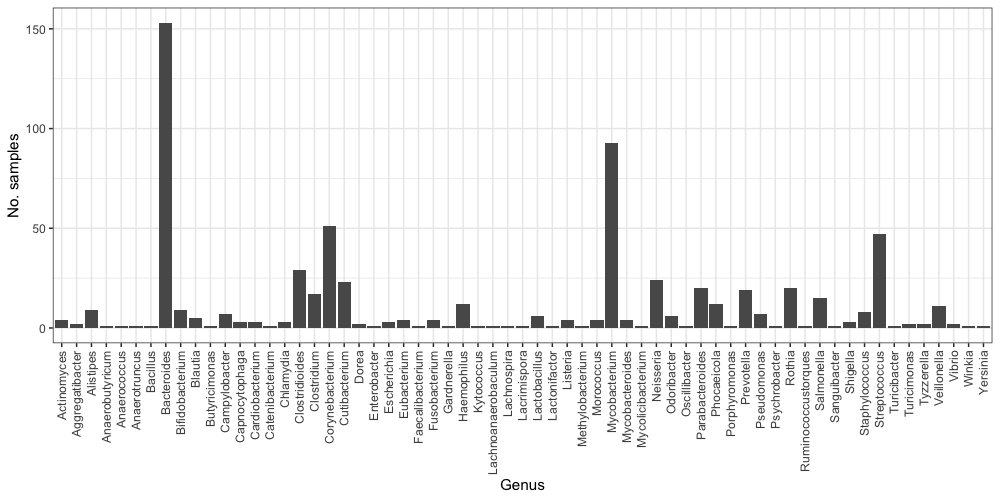 No. samples
150
100
50
0
Actinomyces
Aggregatibacter
Alistipes
Anaerobutyricum
Anaerococcus
Anaerotruncus
Bacillus
Bacteroides
Bifidobacterium
Blautia
Butyricimonas
Campylobacter
Capnocytophaga
Cardiobacterium
Catenibacterium
Chlamydia
Clostridioides
Clostridium
Corynebacterium
Cutibacterium
Dorea
Enterobacter
Escherichia
Eubacterium
Faecalibacterium
Fusobacterium
Gardnerella
Haemophilus
Kytococcus
Lachnoanaerobaculum
Lachnospira
Lacrimispora
Lactobacillus
Lactonifactor
Listeria
Methylobacterium
Morococcus
Mycobacterium
Mycobacteroides
Mycolicibacterium
Neisseria
Odoribacter
Oscillibacter
Parabacteroides
Phocaeicola
Porphyromonas
Prevotella
Pseudomonas
Psychrobacter
Rothia
Ruminococcustorques
Salmonella
Sanguibacter
Shigella
Staphylococcus
Streptococcus
Turicibacter
Turicimonas
Tyzzerella
Veillonella
Vibrio
Winkia
Yersinia
Genus